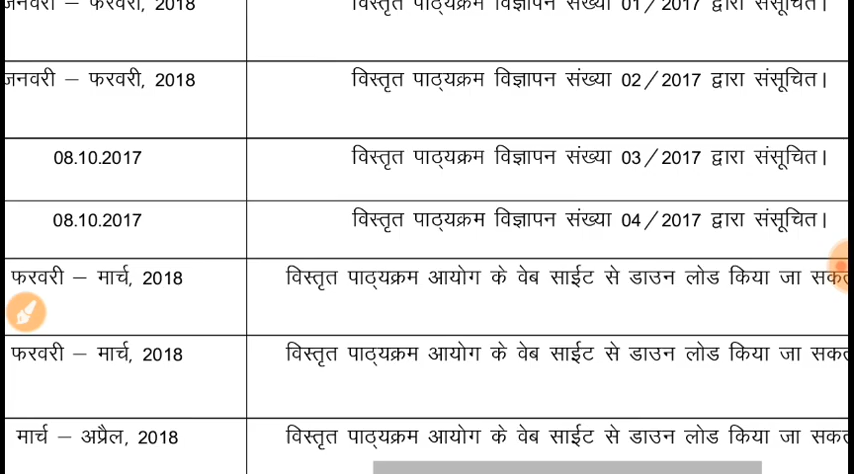 जनवरी – फरवरी, 2018 विस्तृत पाठ्यक्रम विज्ञापन संख्या 01/2017 द्वारा संसूचित।
जनवरी – फरवरी, 2018 विस्तृत पाठ्यक्रम विज्ञापन संख्या 02/2017 द्वारा संसूचित।
08.10.2017 विस्तृत पाठ्यक्रम विज्ञापन संख्या 03/2017 द्वारा संसूचित।
08.10.2017 विस्तृत पाठ्यक्रम विज्ञापन संख्या 04/2017 द्वारा संसूचित।
फरवरी – मार्च, 2018 विस्तृत पाठ्यक्रम आयोग के वेब साईट से डाउन लोड किया जा
फरवरी – मार्च, 2018 विस्तृत पाठ्यक्रम आयोग के वेब साईट से डाउन लोड किया जा
मार्च – अप्रैल, 2018 विस्तृत पाठ्यक्रम आयोग के वेब साईट से डाउन लोड किया जा